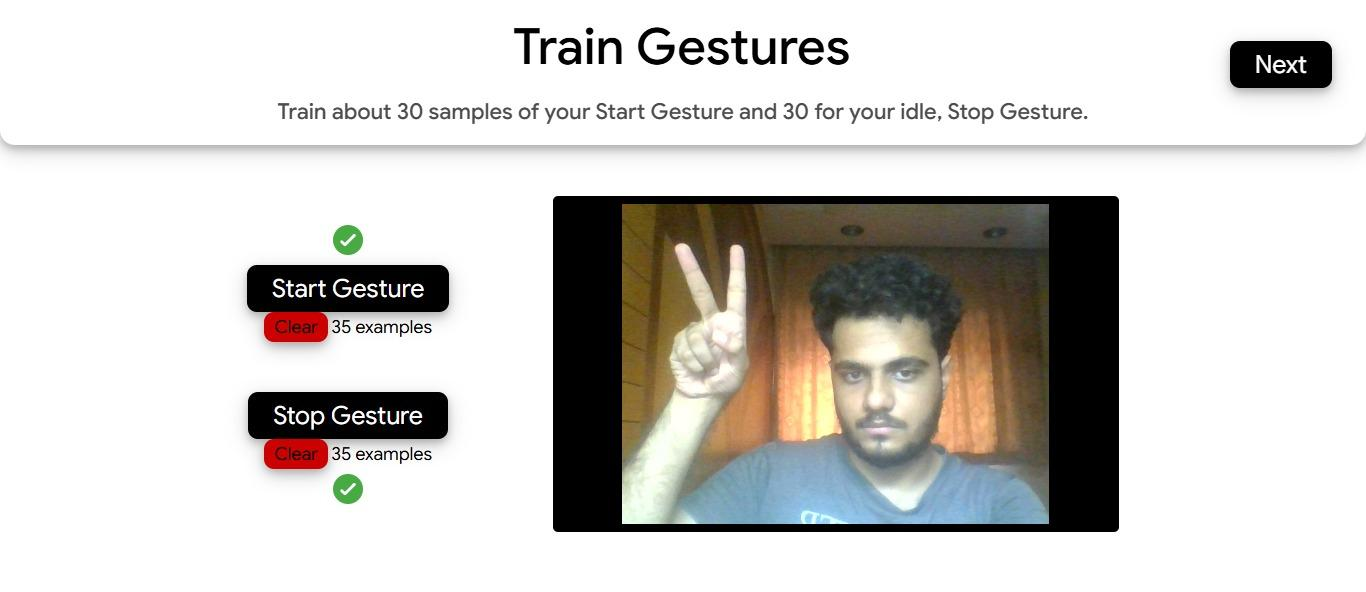 Train Gestures
Next
Train about 30 samples of your Start Gesture and 30 for your idle, Stop Gesture.
Start Gesture
Clear 35 examples
Stop Gesture
Clear 35 examples